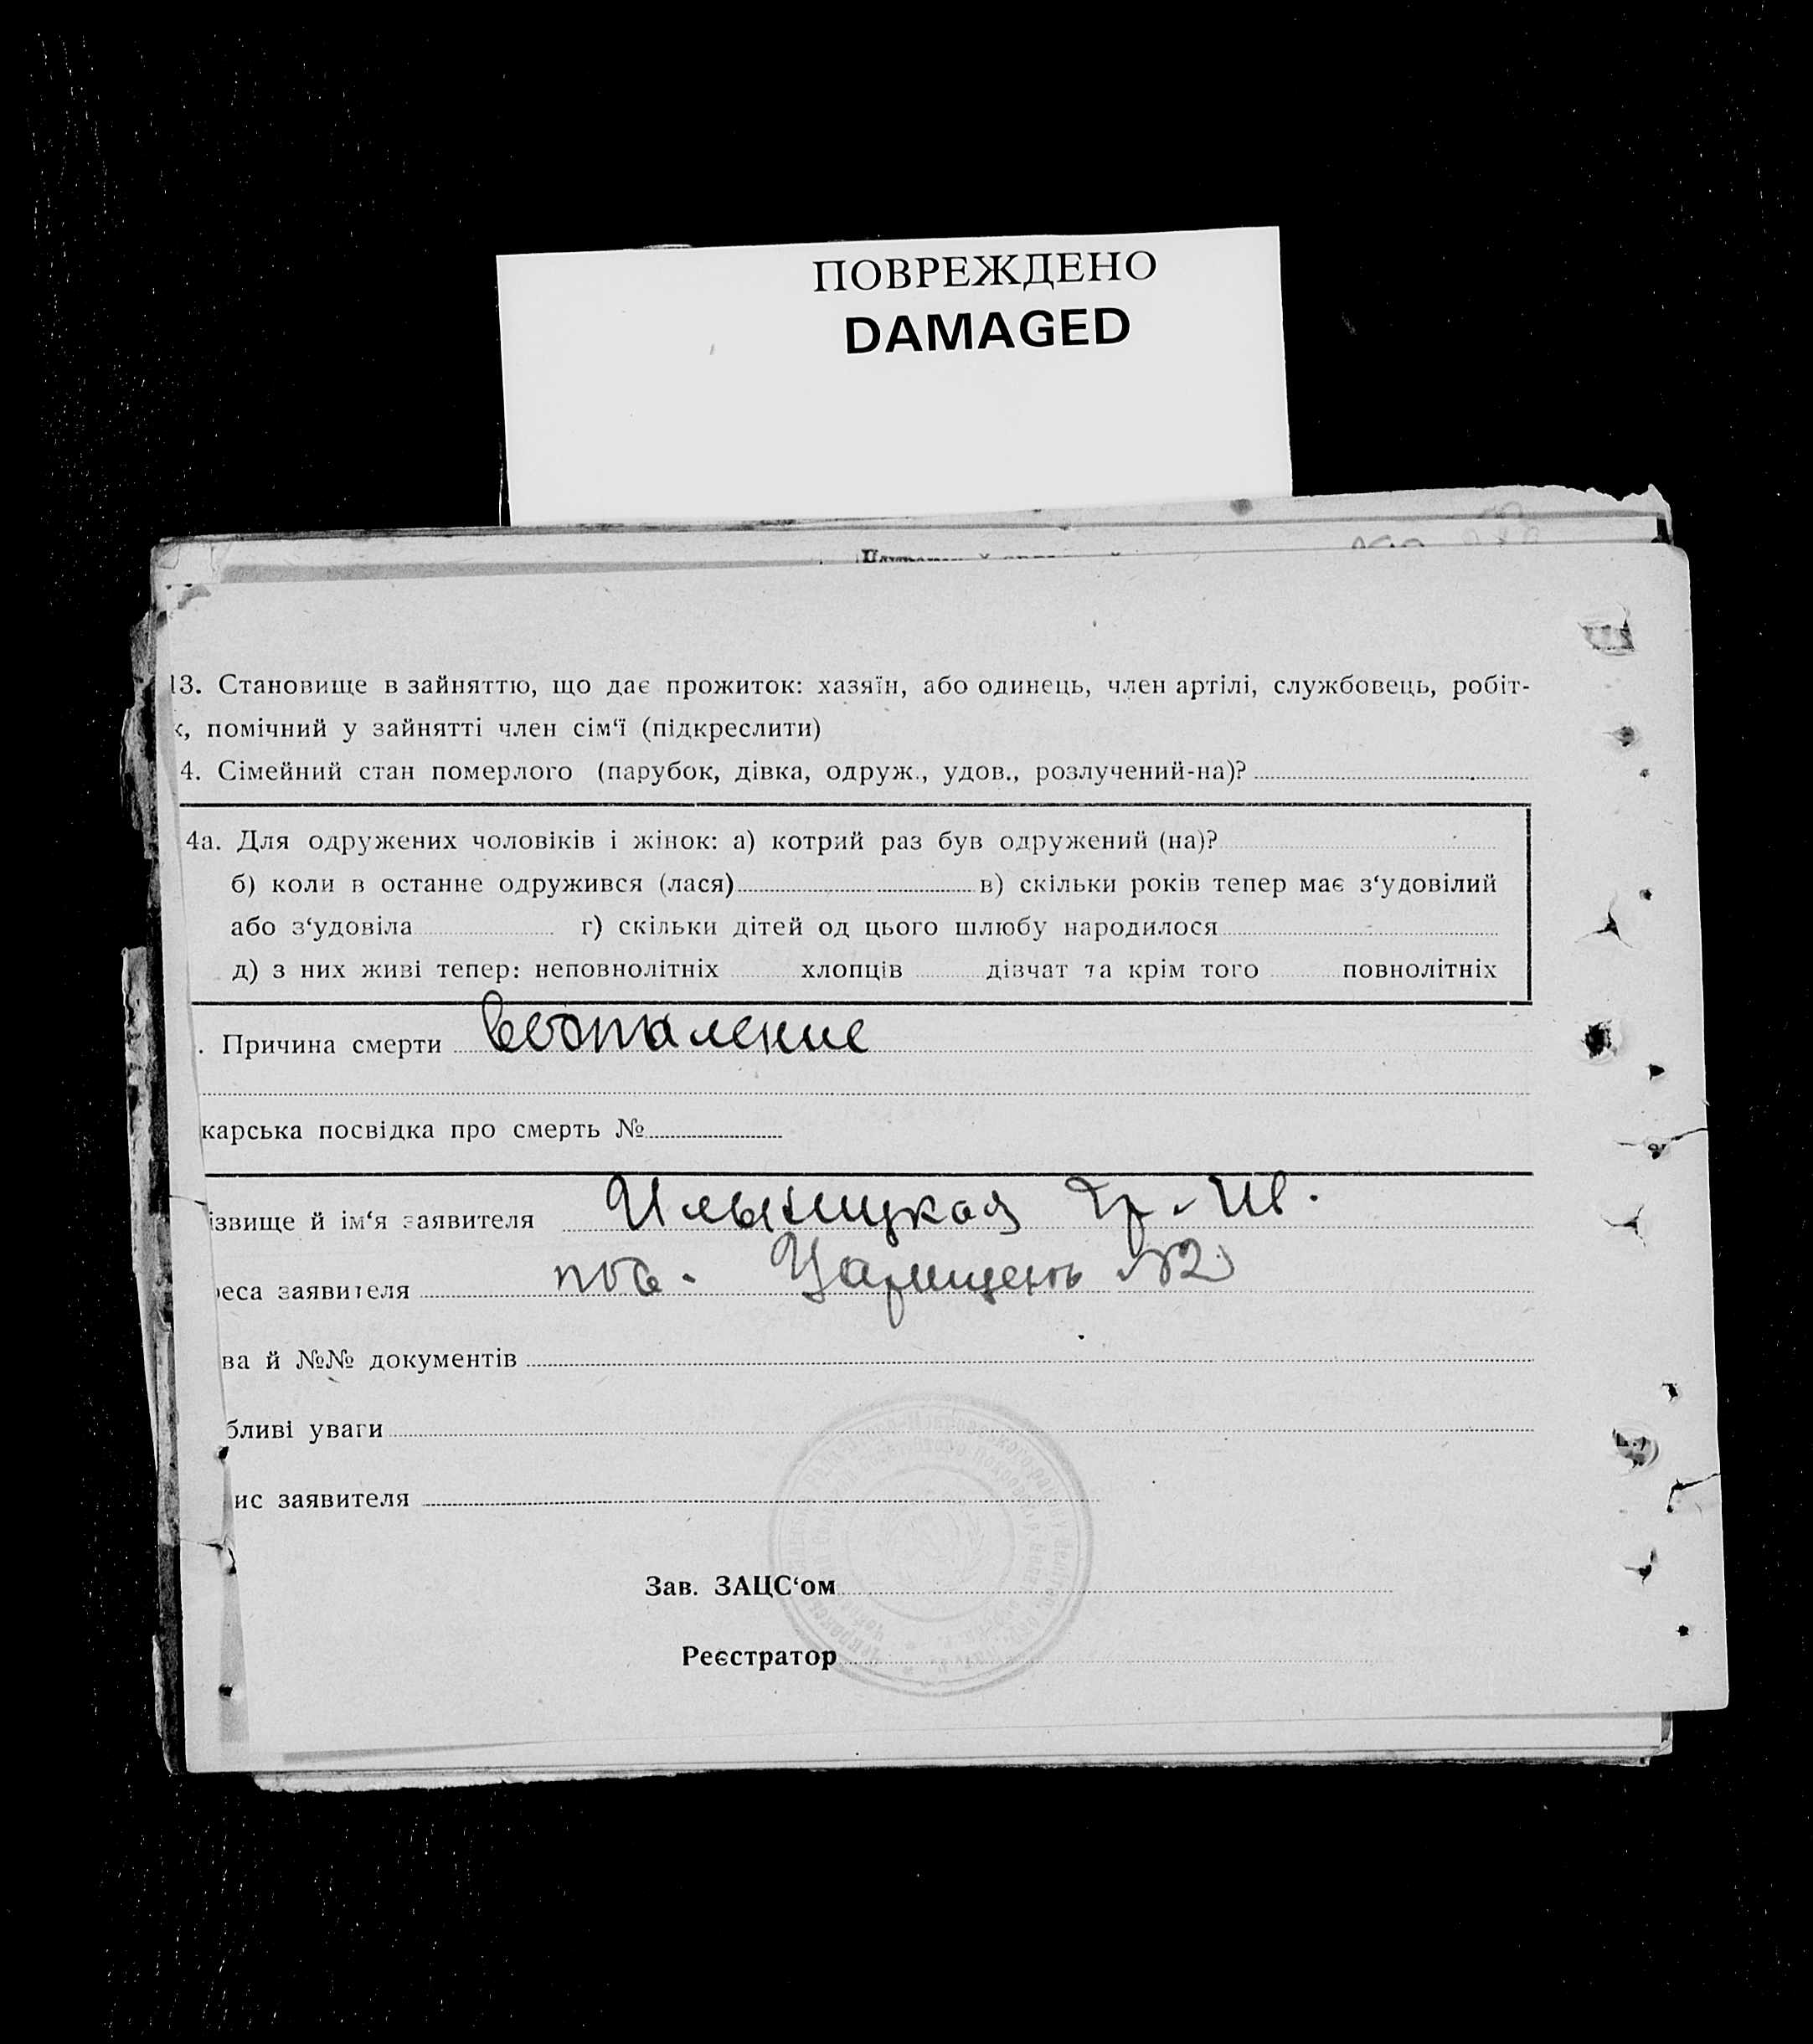 ПОВРЕЖДЕНО
DAMAGED
13. Становище в зайняттю, що дає прожиток: хазяїн, або одинець, член артілі, службовець, робіт-
к, помічний у зайнятті член сім‘ї (підкреслити)
4. Сімейний стан померлого (парубок, дівка, одруж., удов., розлучений-на)?
4а. Для одружених чоловіків і жінок: а) котрий раз був одружений (на)?
б) коли в останнє одружився (лася) в) скільки років тепер має з‘удовілий
або з‘удовіла г) скільки дітей од цього шлюбу народилося
д) з них живі тепер: неповнолітніх хлопців дівчат та крім того повнолітніх
. Причина смерти воспаление
карська посвідка про смерть №
ізвище й ім‘я заявителя Ильницкая
реса заявителя пос. №2
ва й №№ документів
бливі уваги
ис заявителя
Зав. ЗАЦС‘ом
Реєстратор